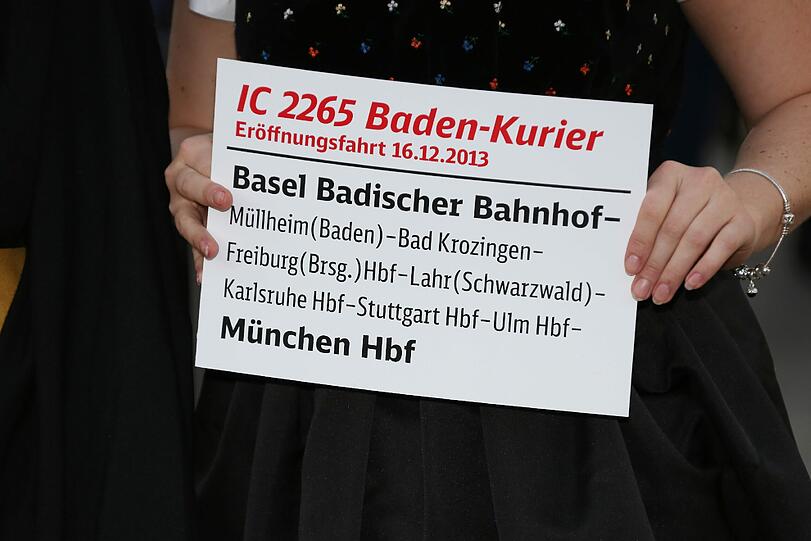 IC 2265 Baden-Kurier
Eröffnungsfahrt 16.12.2013
Basel Badischer Bahnhof–
Müllheim(Baden)–Bad Krozingen–
Freiburg(Brsg.)Hbf–Lahr(Schwarzwald)–
Karlsruhe Hbf–Stuttgart Hbf–Ulm Hbf–
München Hbf